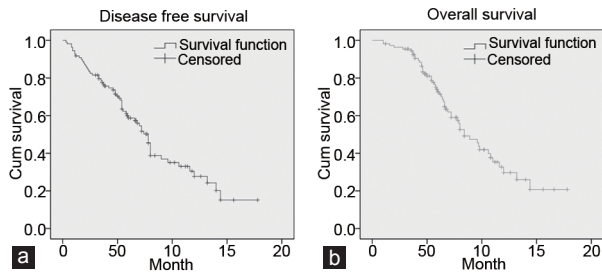 Disease free survival
Cum survival
1.0
0.8
0.6
0.4
0.2
0.0
Survival function
Censored
0
50
10
15
20
Month
a
Overall survival
Cum survival
1.0
0.8
0.6
0.4
0.2
0.0
Survival function
Censored
0
50
10
15
20
Month
b